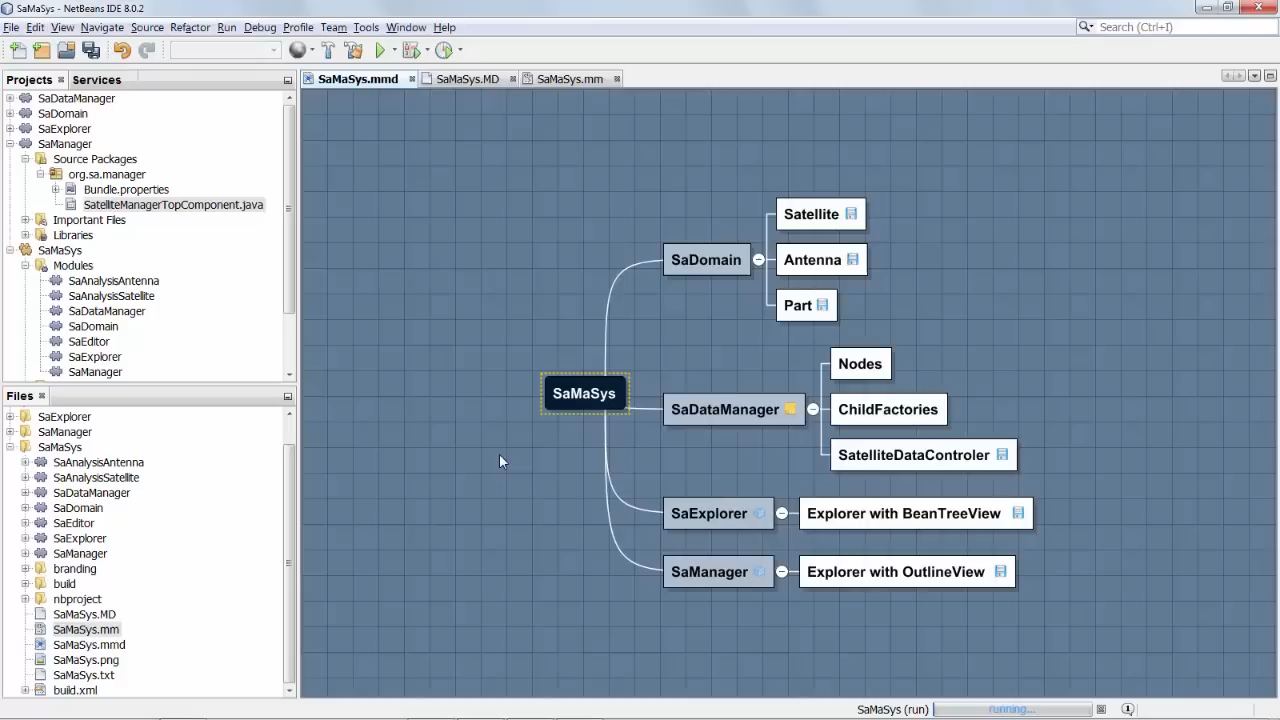 SaMaSys - NetBeans IDE 8.0.2
File Edit View Navigate Source Refactor Run Debug Profile Team Tools Window Help
Search (Ctrl+I)
Projects Services
SaMaSys.mmd SaMaSys.MD SaMaSys.mm
SaDataManager
SaDomain
SaExplorer
SaManager
Source Packages
org.sa.manager
Bundle.properties
SatelliteManagerTopComponent.java
Important Files
Libraries
SaMaSys
Modules
SaAnalysisAntenna
SaAnalysisSatellite
SaDataManager
SaDomain
SaEditor
SaExplorer
SaManager
Files
SaExplorer
SaManager
SaMaSys
SaAnalysisAntenna
SaAnalysisSatellite
SaDataManager
SaDomain
SaEditor
SaExplorer
SaManager
branding
build
nbproject
SaMaSys.MD
SaMaSys.mm
SaMaSys.mmd
SaMaSys.png
SaMaSys.txt
build.xml
SaMaSys
SaDomain
Satellite
Antenna
Part
SaDataManager
Nodes
ChildFactories
SatelliteDataControler
SaExplorer
Explorer with BeanTreeView
SaManager
Explorer with OutlineView
SaMaSys (run) running...